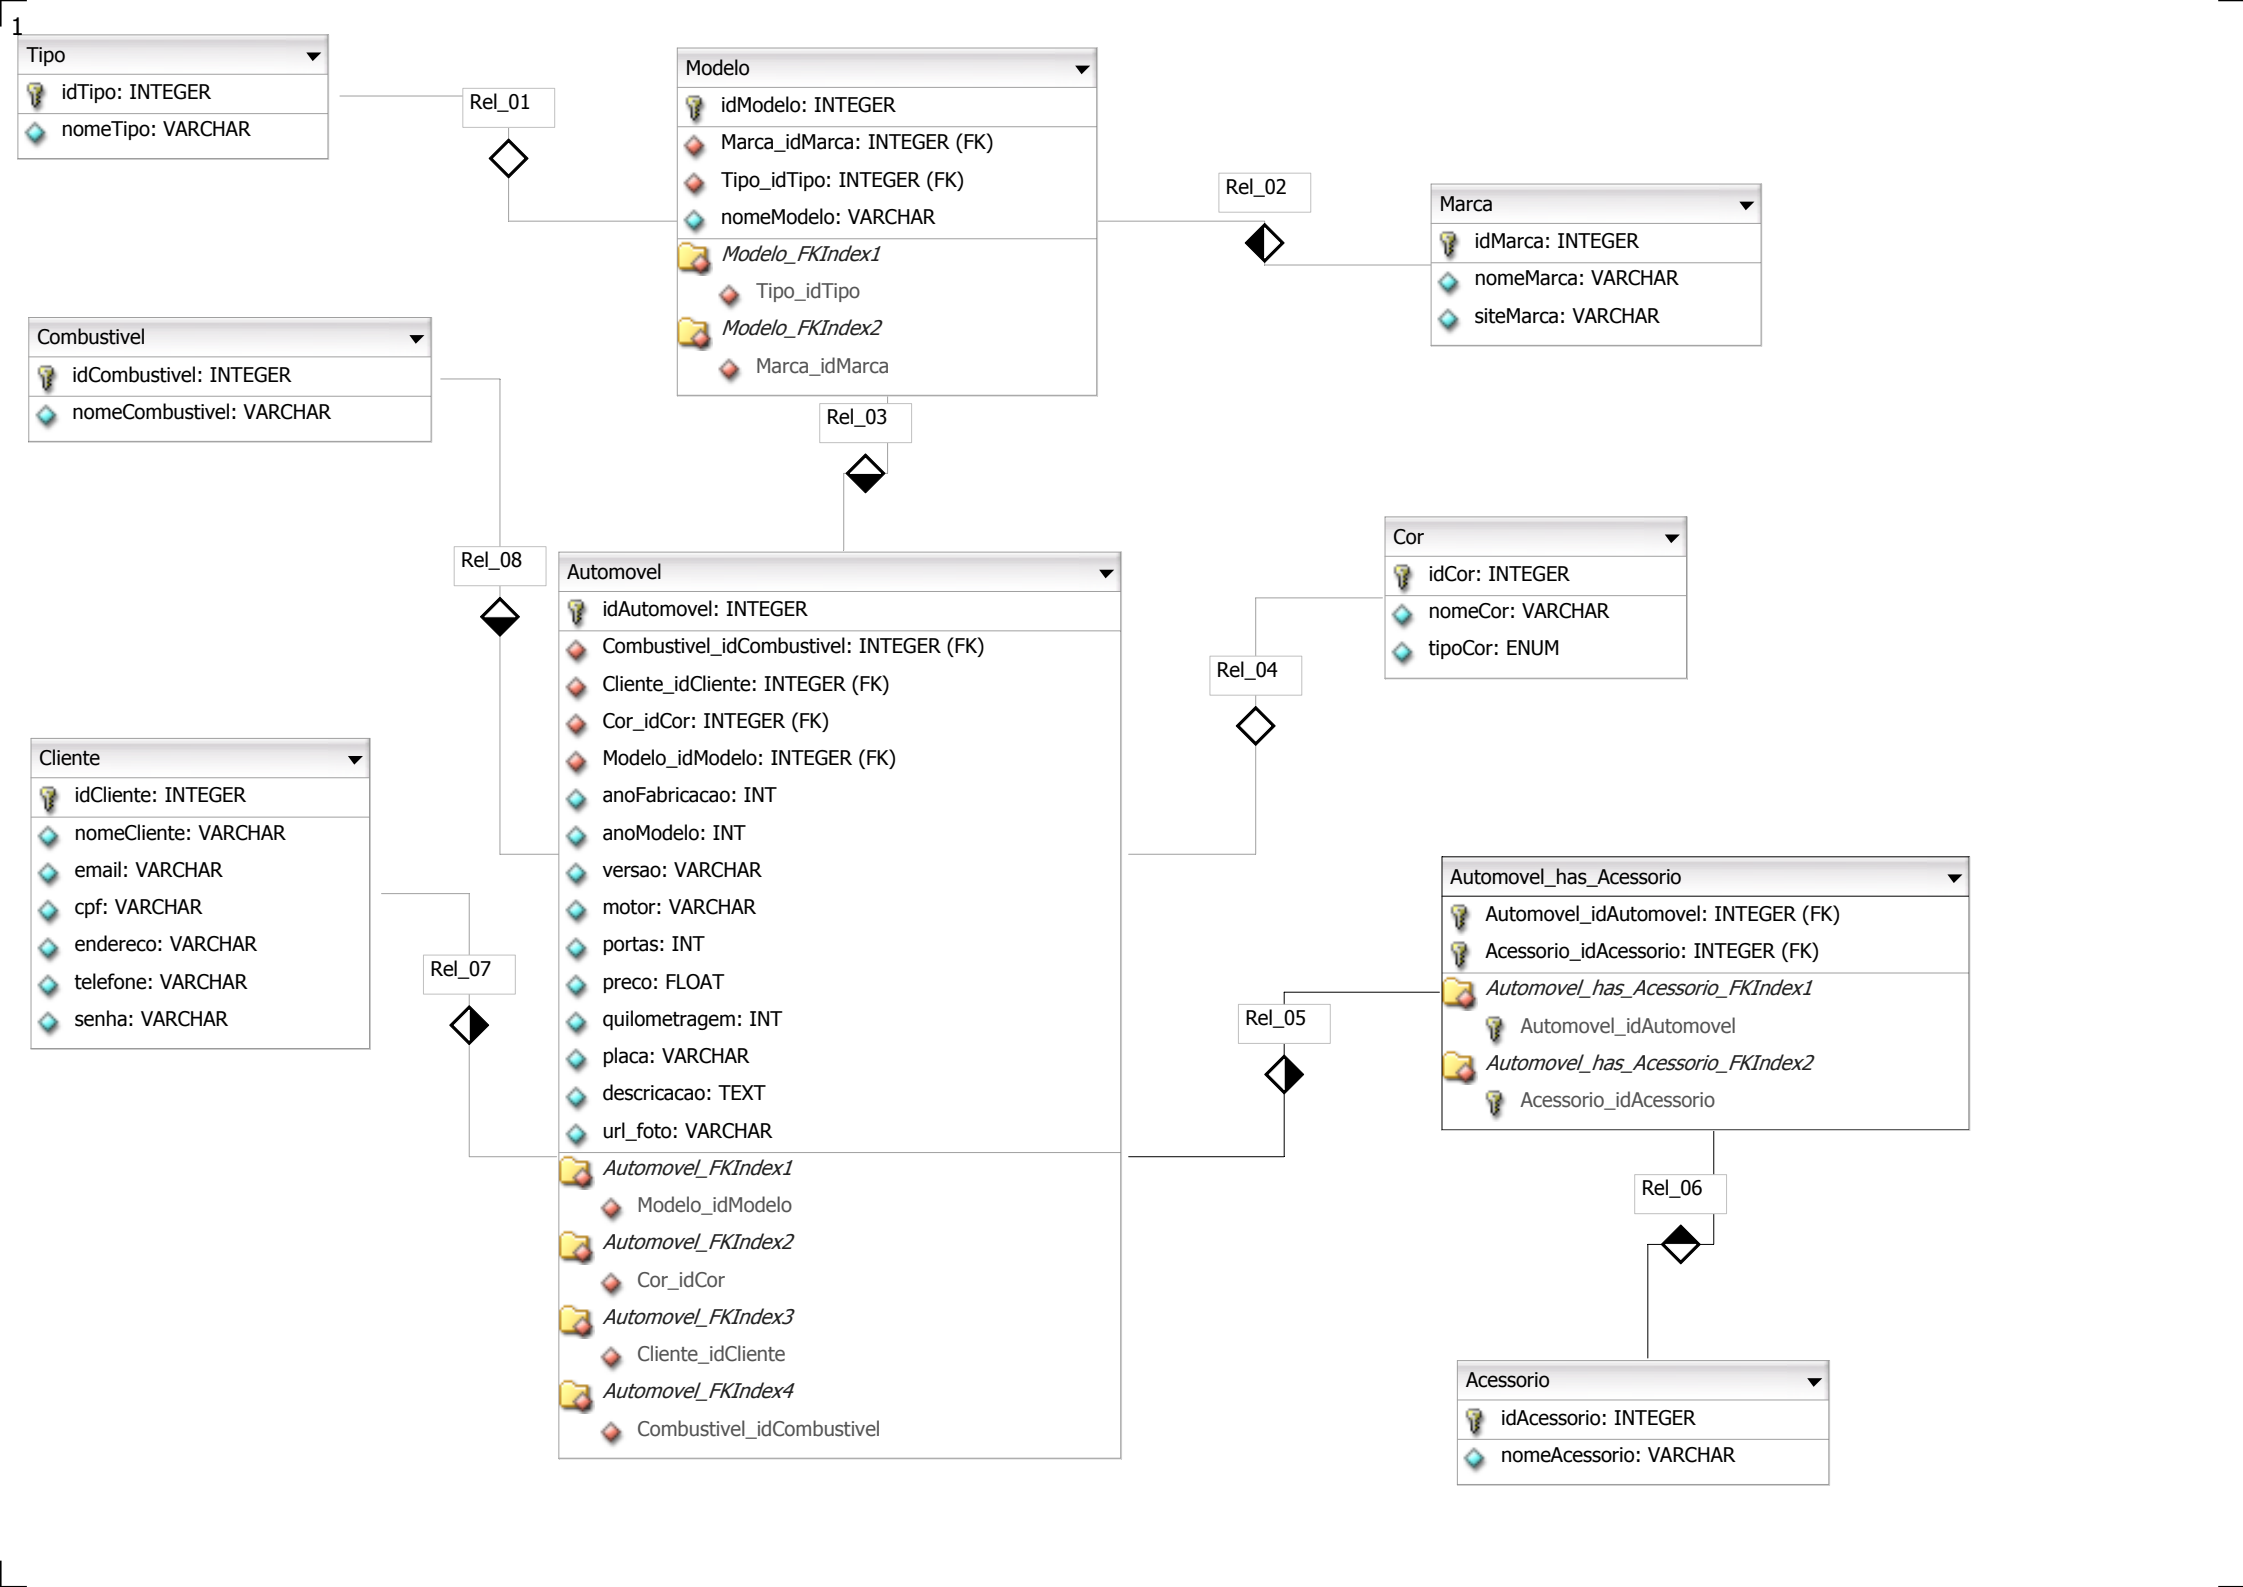 1
Tipo
idTipo: INTEGER
nomeTipo: VARCHAR
Rel_01
Modelo
idModelo: INTEGER
Marca_idMarca: INTEGER (FK)
Tipo_idTipo: INTEGER (FK)
nomeModelo: VARCHAR
Modelo_FKIndex1
Tipo_idTipo
Modelo_FKIndex2
Marca_idMarca
Rel_02
Marca
idMarca: INTEGER
nomeMarca: VARCHAR
siteMarca: VARCHAR
Combustivel
idCombustivel: INTEGER
nomeCombustivel: VARCHAR
Rel_03
Rel_08
Automovel
idAutomovel: INTEGER
Combustivel_idCombustivel: INTEGER (FK)
Cliente_idCliente: INTEGER (FK)
Cor_idCor: INTEGER (FK)
Modelo_idModelo: INTEGER (FK)
anoFabricacao: INT
anoModelo: INT
versao: VARCHAR
motor: VARCHAR
portas: INT
preco: FLOAT
quilometragem: INT
placa: VARCHAR
descricacao: TEXT
url_foto: VARCHAR
Automovel_FKIndex1
Modelo_idModelo
Automovel_FKIndex2
Cor_idCor
Automovel_FKIndex3
Cliente_idCliente
Automovel_FKIndex4
Combustivel_idCombustivel
Cor
idCor: INTEGER
nomeCor: VARCHAR
tipoCor: ENUM
Rel_04
Cliente
idCliente: INTEGER
nomeCliente: VARCHAR
email: VARCHAR
cpf: VARCHAR
endereco: VARCHAR
telefone: VARCHAR
senha: VARCHAR
Rel_07
Automovel_has_Acessorio
Automovel_idAutomovel: INTEGER (FK)
Acessorio_idAcessorio: INTEGER (FK)
Automovel_has_Acessorio_FKIndex1
Automovel_idAutomovel
Automovel_has_Acessorio_FKIndex2
Acessorio_idAcessorio
Rel_05
Rel_06
Acessorio
idAcessorio: INTEGER
nomeAcessorio: VARCHAR